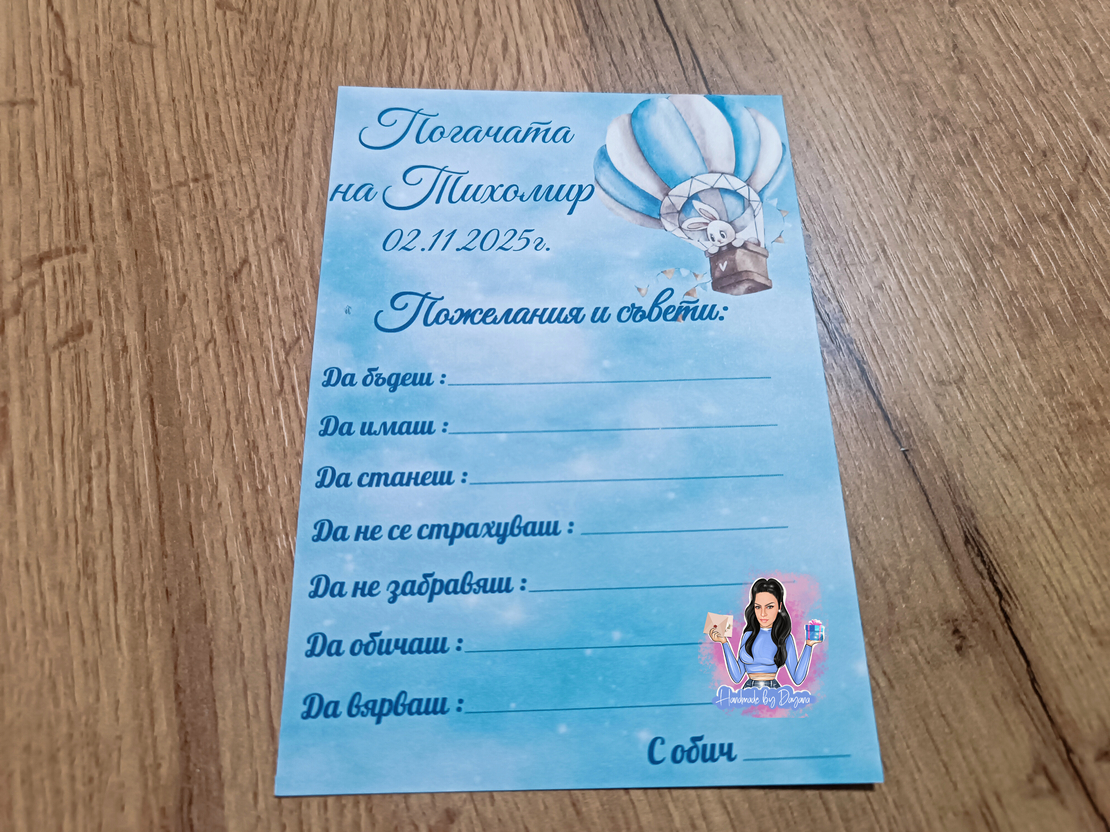 Погачата
на Тихомир
02.11.2025г.
Пожелания и съвети:
Да бъдеш :
Да имаш :
Да станеш :
Да не се страхуваш :
Да не забравяш :
Да обичаш :
Да вярваш :
Handmade by Dayana
С обич